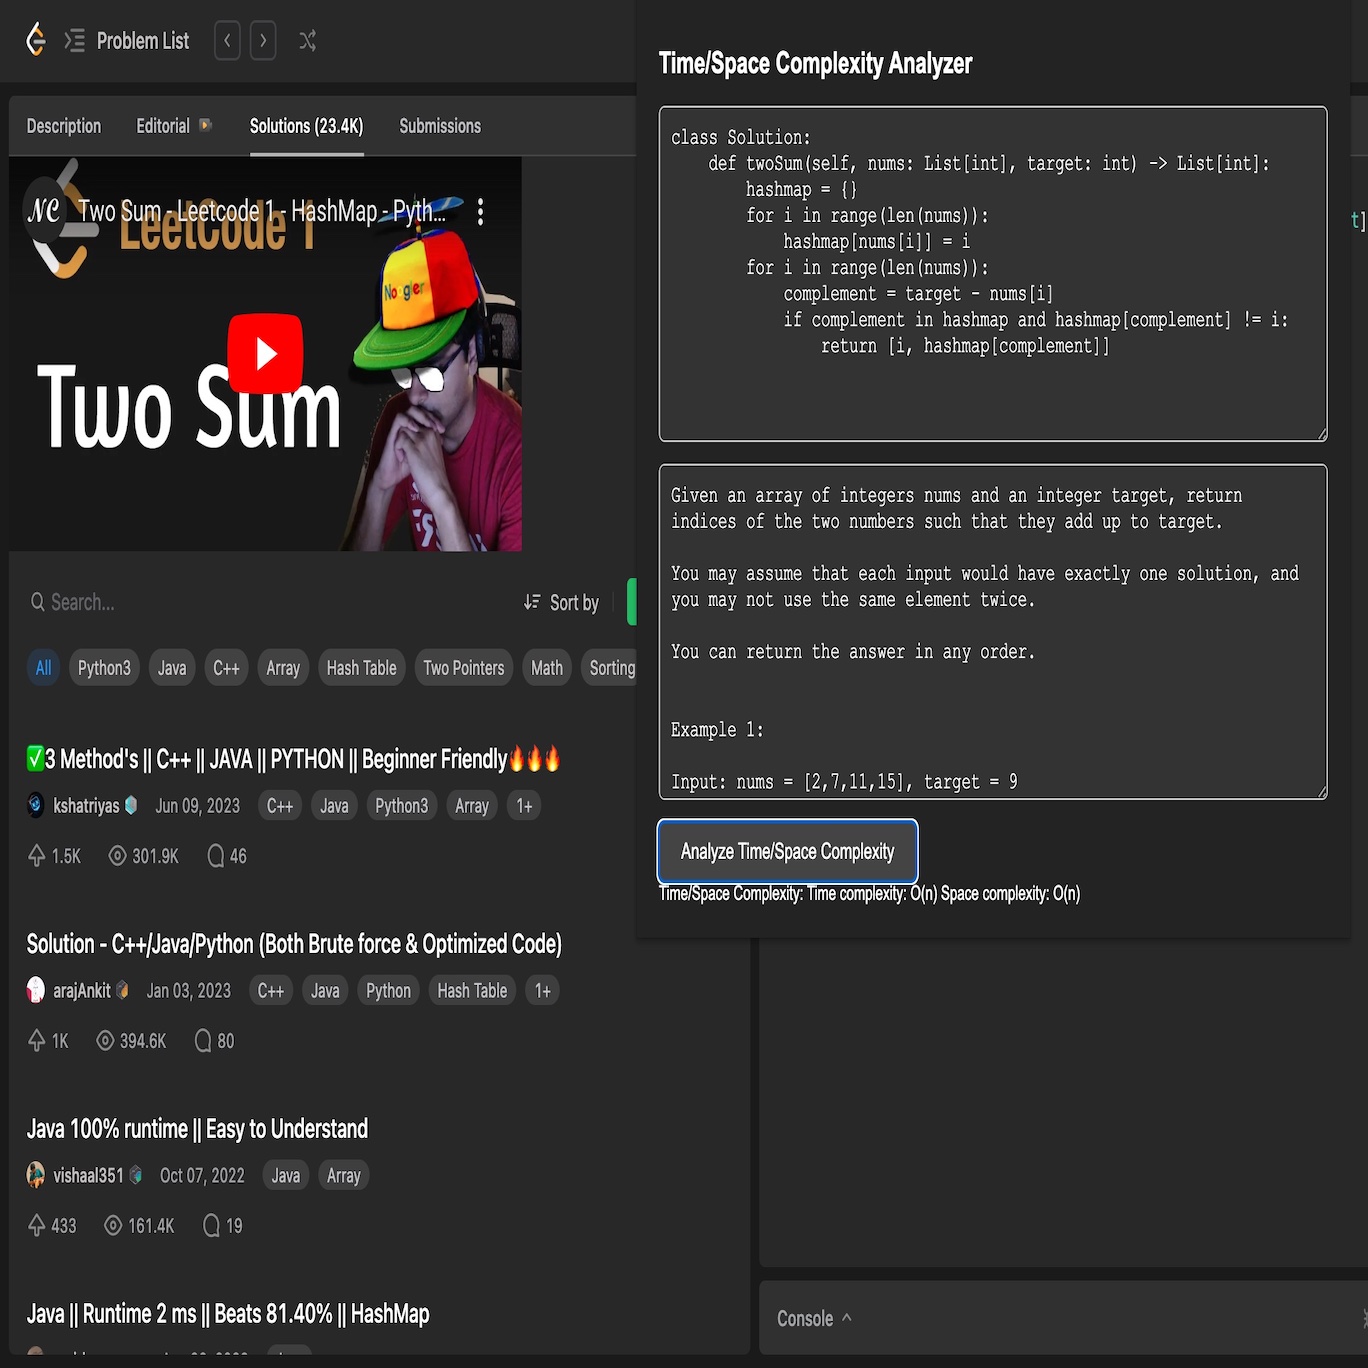 Problem List
Description
Editorial
Solutions (23.4K)
Submissions
NC
Two Sum - Leetcode 1 - HashMap - Pyth...
LeetCode 1
Noogler
Two Sum
Search...
Sort by
All
Python3
Java
C++
Array
Hash Table
Two Pointers
Math
Sorting
✅3 Method's || C++ || JAVA || PYTHON || Beginner Friendly🔥🔥🔥
kshatriyas
Jun 09, 2023
C++
Java
Python3
Array
1+
1.5K
301.9K
46
Solution - C++/Java/Python (Both Brute force & Optimized Code)
arajAnkit
Jan 03, 2023
C++
Java
Python
Hash Table
1+
1K
394.6K
80
Java 100% runtime || Easy to Understand
vishaal351
Oct 07, 2022
Java
Array
433
161.4K
19
Java || Runtime 2 ms || Beats 81.40% || HashMap
Time/Space Complexity Analyzer
class Solution:
    def twoSum(self, nums: List[int], target: int) -> List[int]:
        hashmap = {}
        for i in range(len(nums)):
            hashmap[nums[i]] = i
        for i in range(len(nums)):
            complement = target - nums[i]
            if complement in hashmap and hashmap[complement] != i:
                return [i, hashmap[complement]]
t]
Given an array of integers nums and an integer target, return
indices of the two numbers such that they add up to target.
You may assume that each input would have exactly one solution, and
you may not use the same element twice.
You can return the answer in any order.
Example 1:
Input: nums = [2,7,11,15], target = 9
Analyze Time/Space Complexity
Time/Space Complexity: Time complexity: O(n) Space complexity: O(n)
Console